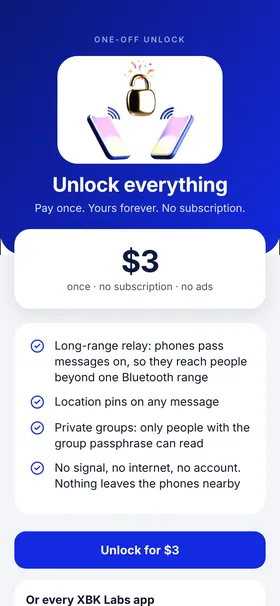 ONE-OFF UNLOCK
Unlock everything
Pay once. Yours forever. No subscription.
$3
once · no subscription · no ads
Long-range relay: phones pass
messages on, so they reach people
beyond one Bluetooth range
Location pins on any message
Private groups: only people with the
group passphrase can read
No signal, no internet, no account.
Nothing leaves the phones nearby
Unlock for $3
Or every XBK Labs app